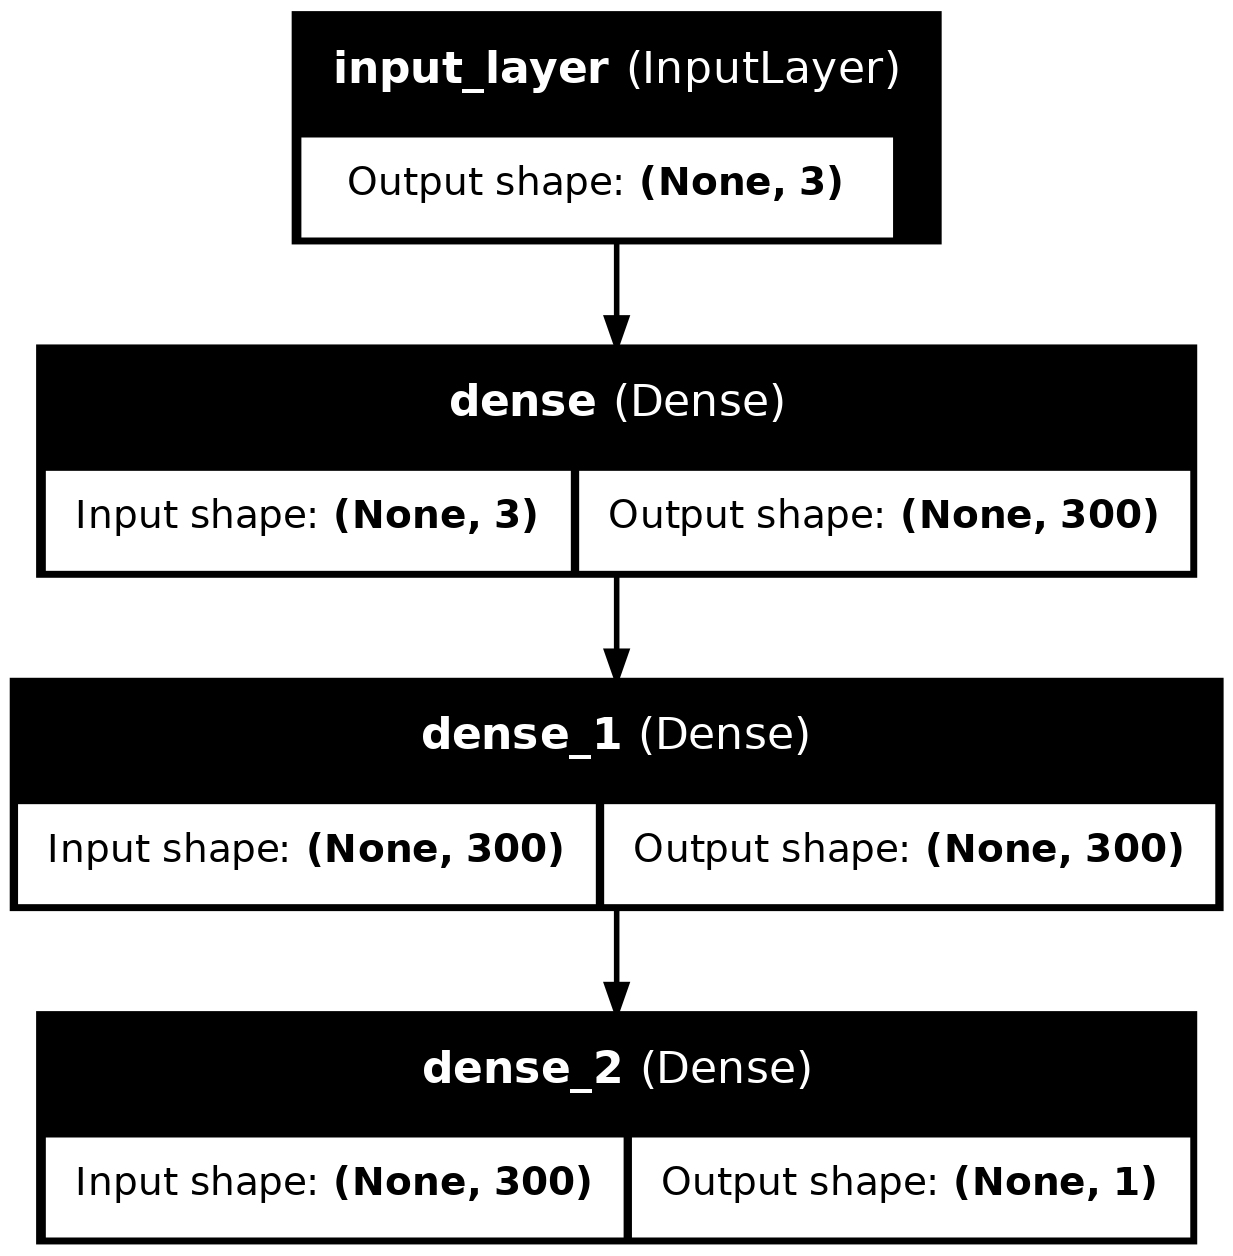 input_layer (InputLayer)
Output shape: (None, 3)
dense (Dense)
Input shape: (None, 3) Output shape: (None, 300)
dense_1 (Dense)
Input shape: (None, 300) Output shape: (None, 300)
dense_2 (Dense)
Input shape: (None, 300) Output shape: (None, 1)